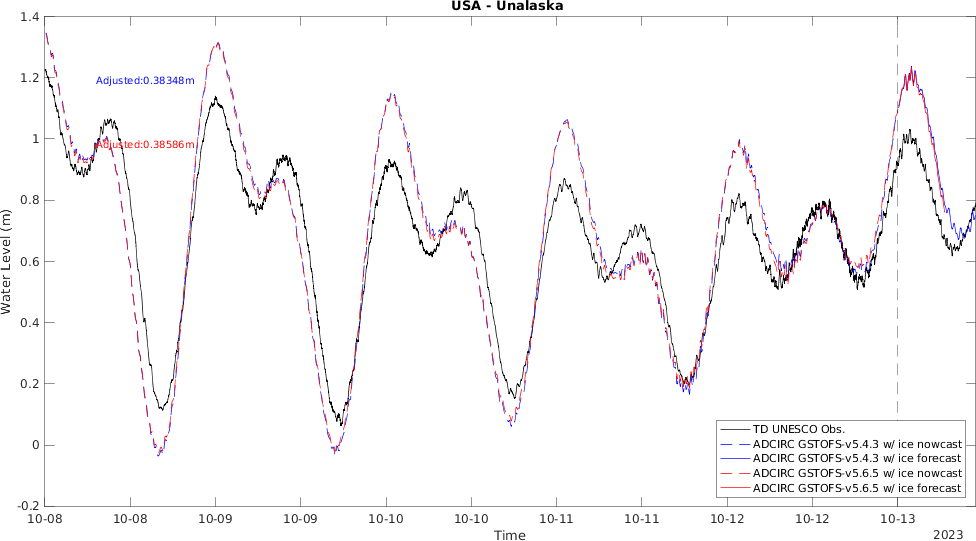 USA - Unalaska
1.4
1.2
1
0.8
0.6
0.4
0.2
0
-0.2
Water Level (m)
Adjusted:0.38348m
Adjusted:0.38586m
TD UNESCO Obs.
ADCIRC GSTOFS-v5.4.3 w/ ice nowcast
ADCIRC GSTOFS-v5.4.3 w/ ice forecast
ADCIRC GSTOFS-v5.6.5 w/ ice nowcast
ADCIRC GSTOFS-v5.6.5 w/ ice forecast
10-08 10-08 10-09 10-09 10-10 10-10 10-11 10-11 10-12 10-12 10-13
Time
2023